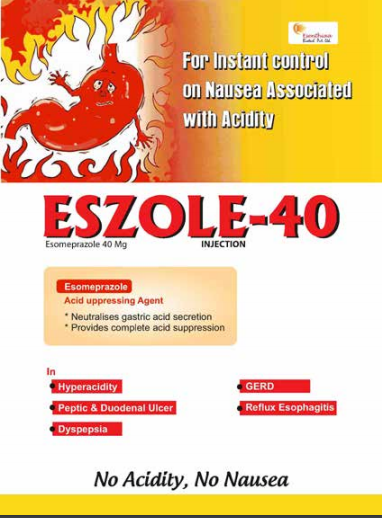 For Instant control
on Nausea Associated
with Acidity
ESZOLE-40
Esomeprazole 40 Mg INJECTION
Esomeprazole
Acid uppressing Agent
* Neutralises gastric acid secretion
* Provides complete acid suppression
In
Hyperacidity
GERD
Peptic & Duodenal Ulcer
Reflux Esophagitis
Dyspepsia
No Acidity, No Nausea